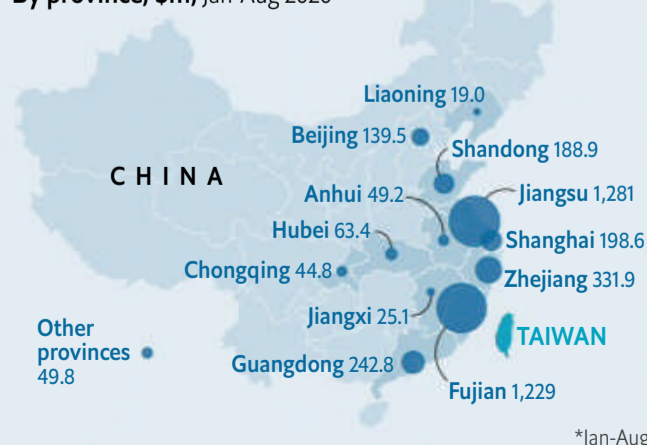 By province, $m, Jan-Aug 2020
Liaoning 19.0
Beijing 139.5
Shandong 188.9
CHINA
Anhui 49.2
Jiangsu 1,281
Hubei 63.4
Shanghai 198.6
Chongqing 44.8
Zhejiang 331.9
Jiangxi 25.1
Other
provinces
49.8
TAIWAN
Guangdong 242.8
Fujian 1,229
*Jan-Aug